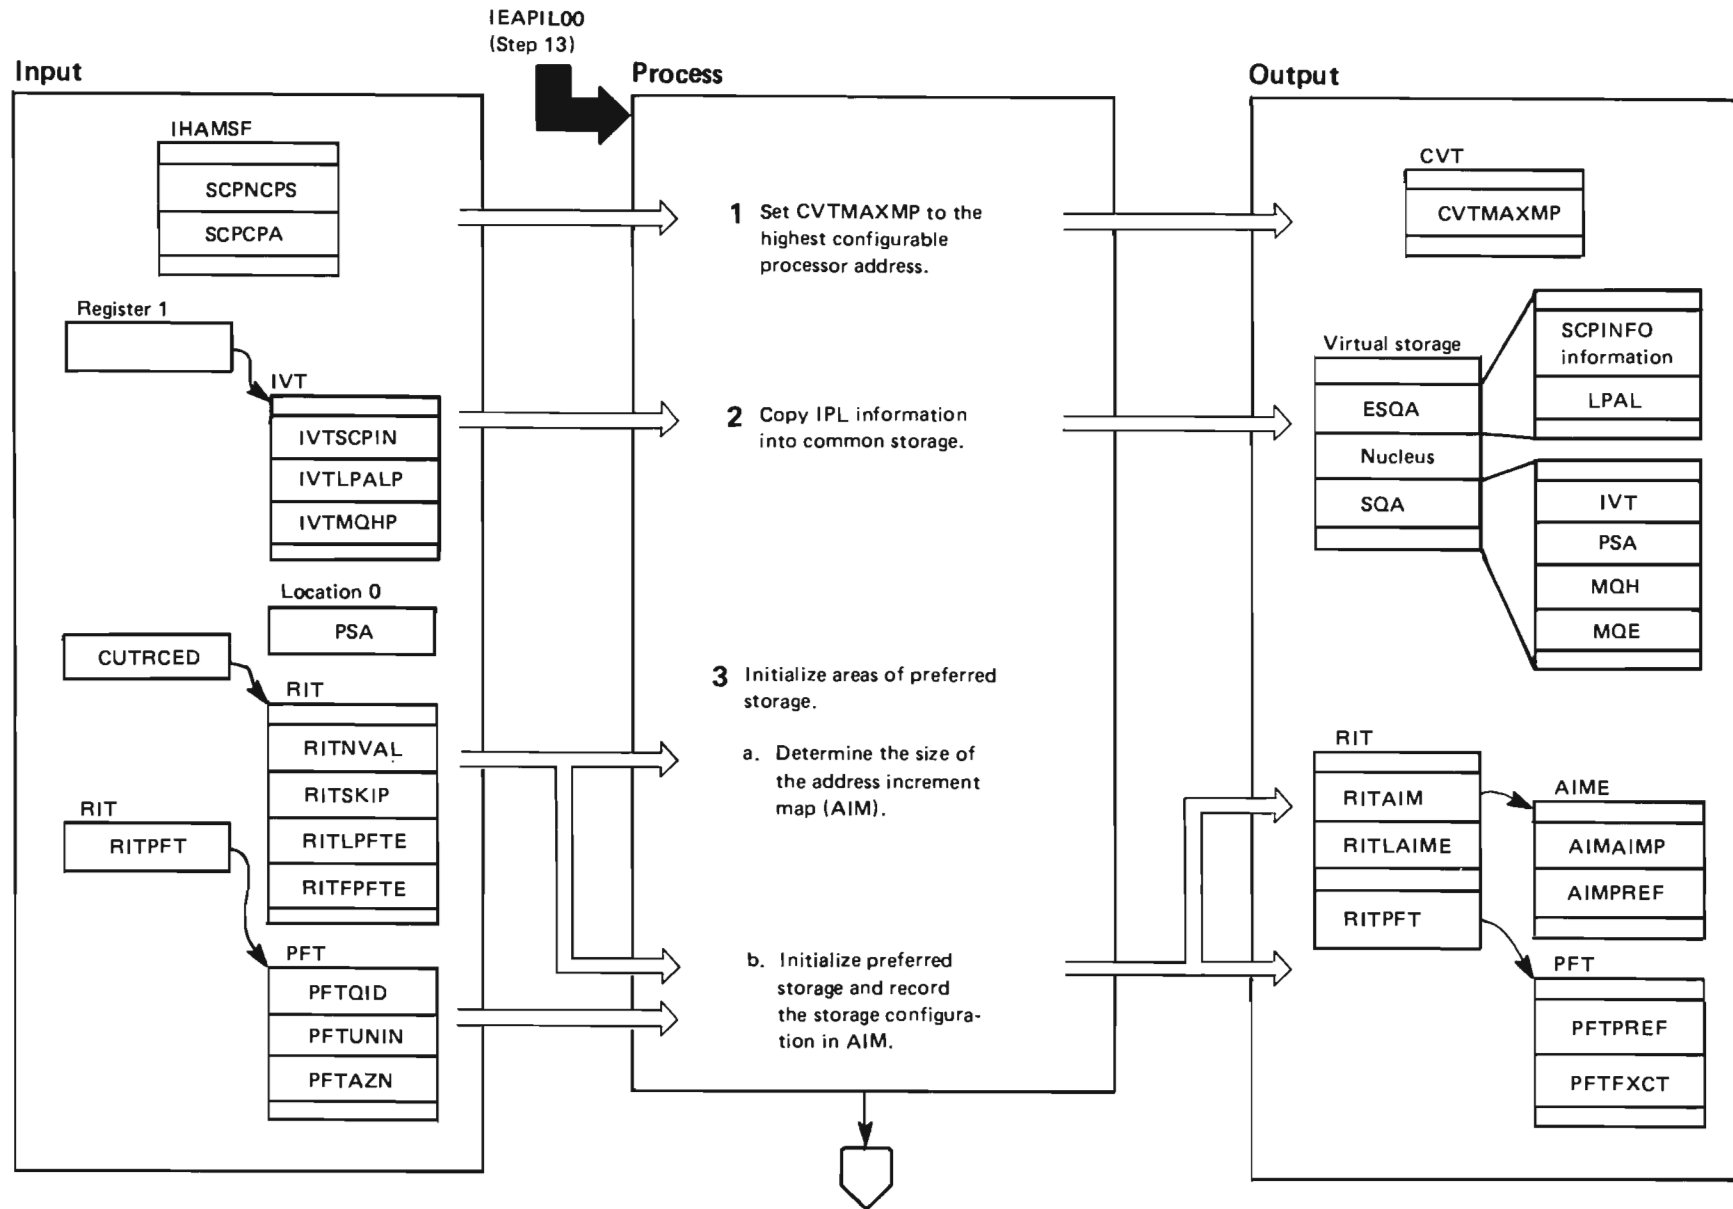 IEAPIL00
(Step 13)
Input
Process
Output
IHAMSF
SCPNCPS
SCPCPA
Register 1
IVT
IVTSCPIN
IVTLPALP
IVTMQHP
Location 0
PSA
CUTRCED
RIT
RITNVAL
RITSKIP
RITLPFTE
RITFPFTE
RIT
RITPFT
PFT
PFTQID
PFTUNIN
PFTAZN
1 Set CVTMAXMP to the
highest configurable
processor address.
2 Copy IPL information
into common storage.
3 Initialize areas of preferred
storage.
a. Determine the size of
the address increment
map (AIM).
b. Initialize preferred
storage and record
the storage configura-
tion in AIM.
CVT
CVTMAXMP
Virtual storage
ESQA
Nucleus
SQA
SCPINFO
information
LPAL
IVT
PSA
MQH
MQE
RIT
RITAIM
RITLAIME
RITPFT
AIME
AIMAIMP
AIMPREF
PFT
PFTPREF
PFTFXCT